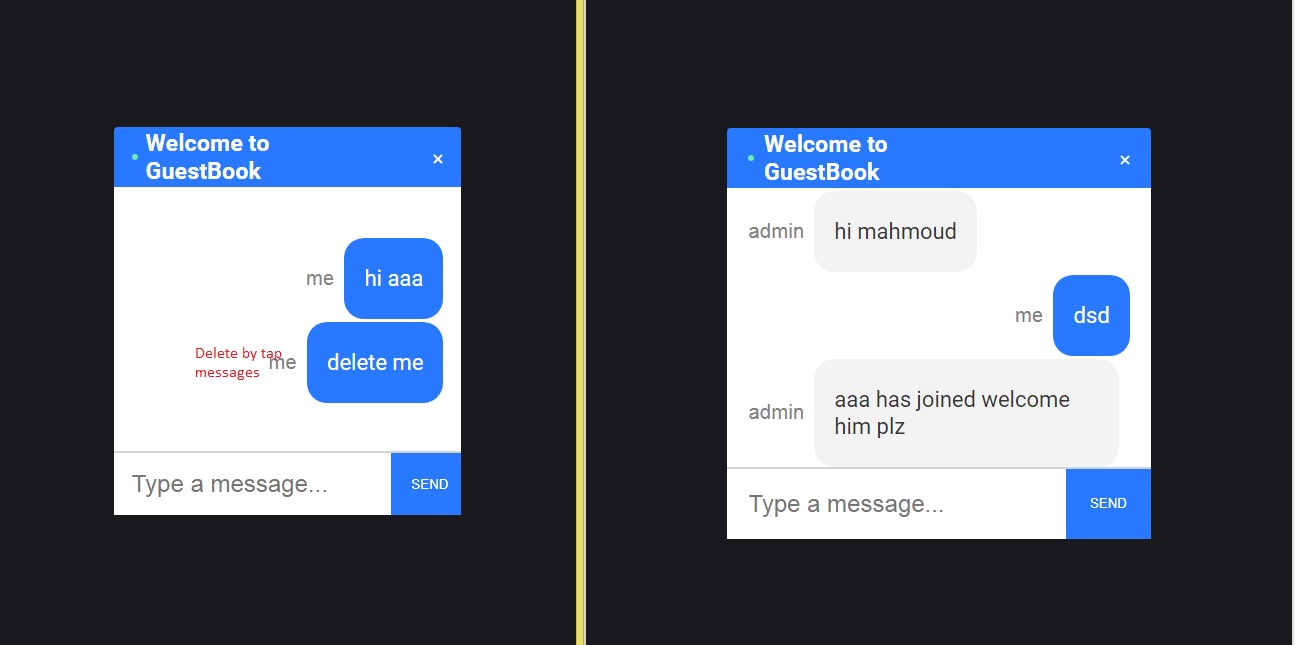 Welcome to
GuestBook
×
me
hi aaa
Delete by tap
messages
me
delete me
Type a message...
SEND
Welcome to
GuestBook
×
admin
hi mahmoud
me
dsd
admin
aaa has joined welcome
him plz
Type a message...
SEND